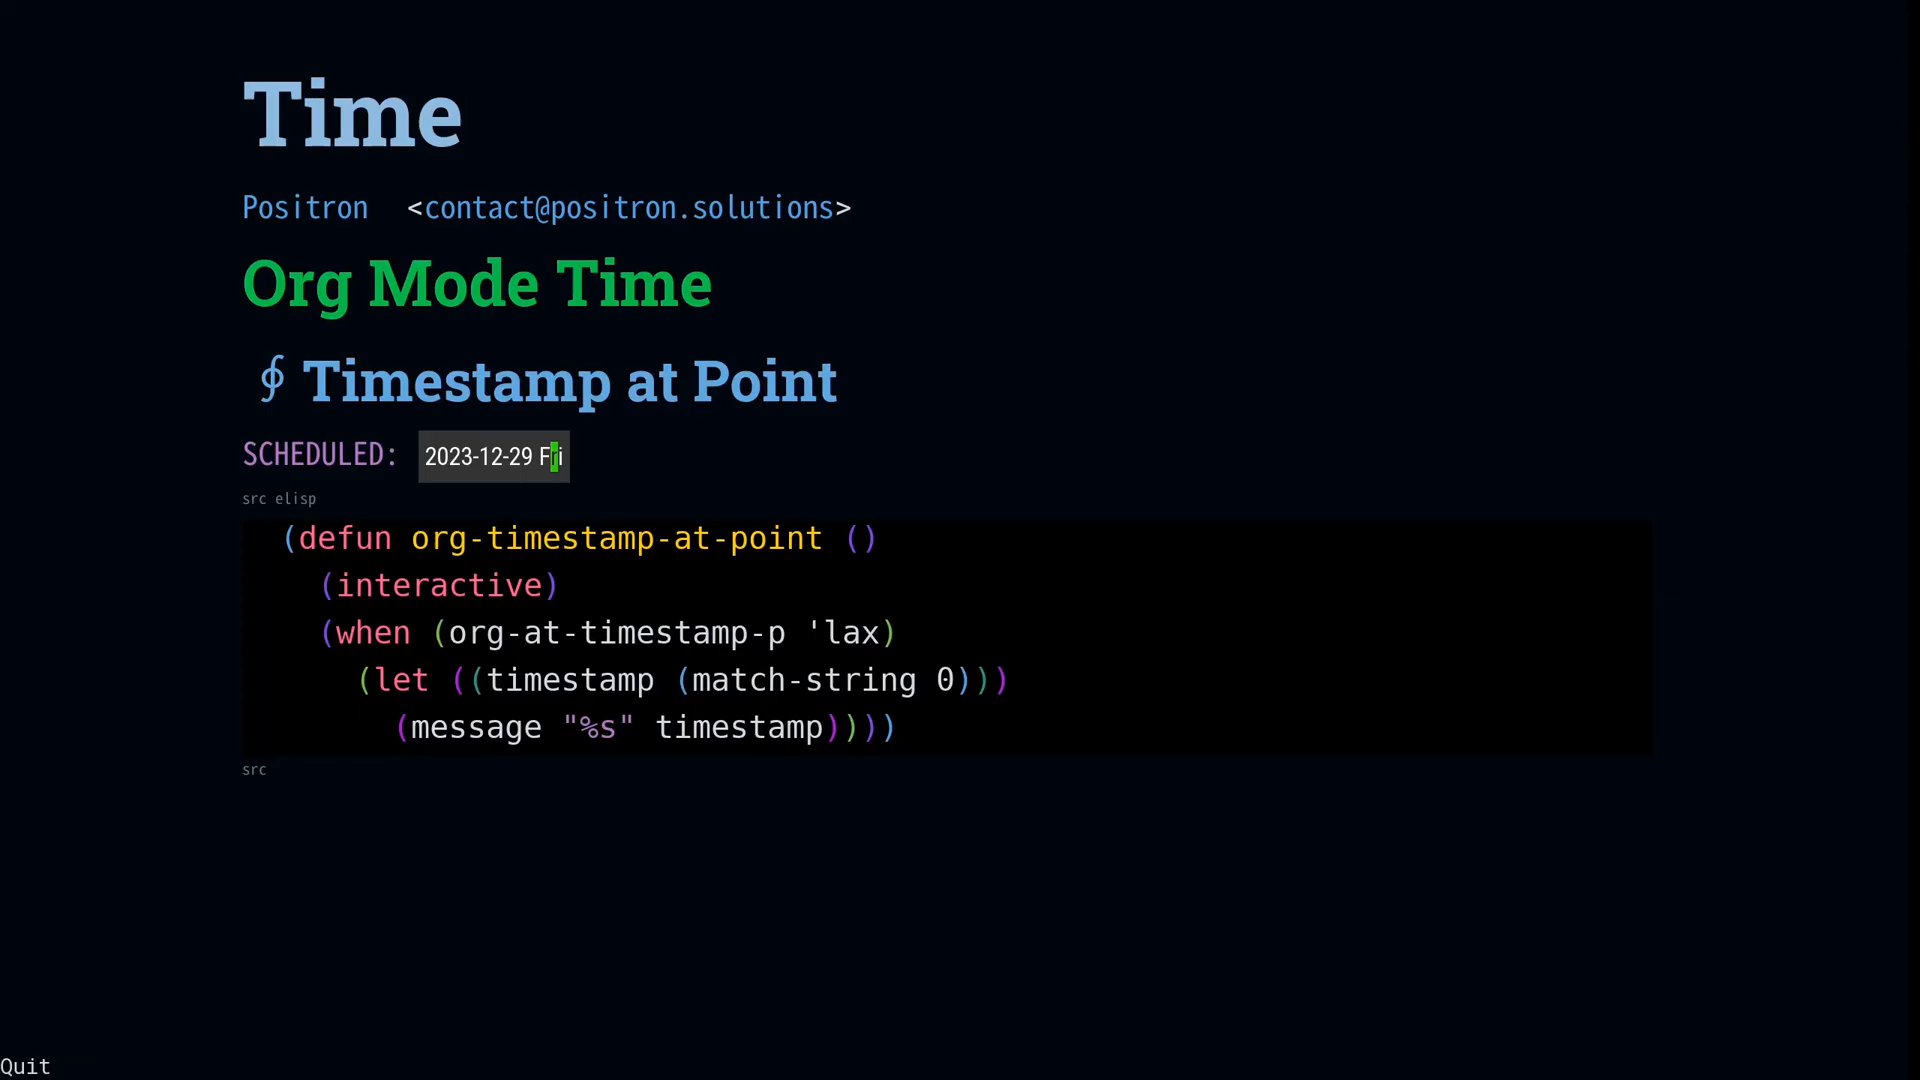 Time
Positron <contact@positron.solutions>
Org Mode Time
∮ Timestamp at Point
SCHEDULED: 2023-12-29 Fri
src elisp
(defun org-timestamp-at-point ()
(interactive)
(when (org-at-timestamp-p 'lax)
(let ((timestamp (match-string 0)))
(message "%s" timestamp))))
src
Quit